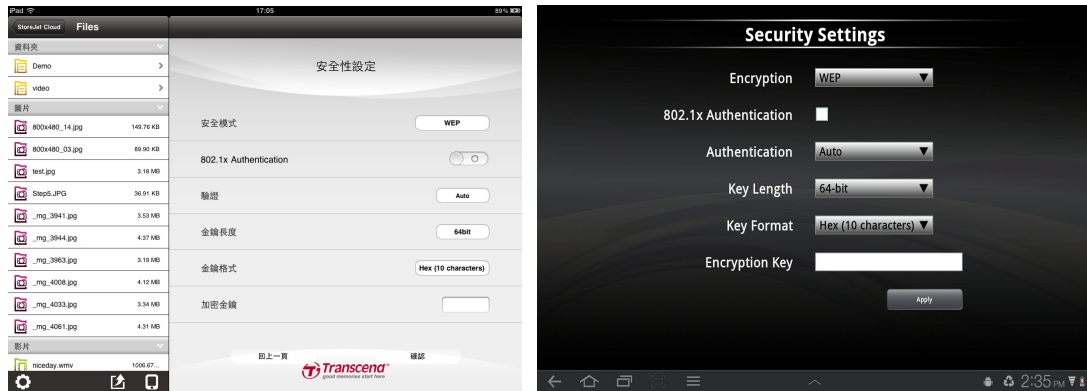 iPad 17:05 89%
StoreJet Cloud Files
資料夾
Demo
video
圖片
800x480_14.jpg 149.76 KB
800x480_03.jpg 89.90 KB
test.jpg 3.18 MB
Step5.JPG 36.91 KB
_mg_3941.jpg 3.53 MB
_mg_3944.jpg 4.37 MB
_mg_3963.jpg 3.19 MB
_mg_4008.jpg 4.12 MB
_mg_4033.jpg 3.34 MB
_mg_4061.jpg 4.31 MB
影片
niceday.wmv 1006.67...
安全性設定
安全模式 WEP
802.1x Authentication
驗證 Auto
金鑰長度 64bit
金鑰格式 Hex (10 characters)
加密金鑰
回上一頁 確認
Transcend
good memories start here
Security Settings
Encryption WEP
802.1x Authentication
Authentication Auto
Key Length 64-bit
Key Format Hex (10 characters)
Encryption Key
Apply
2:35 PM